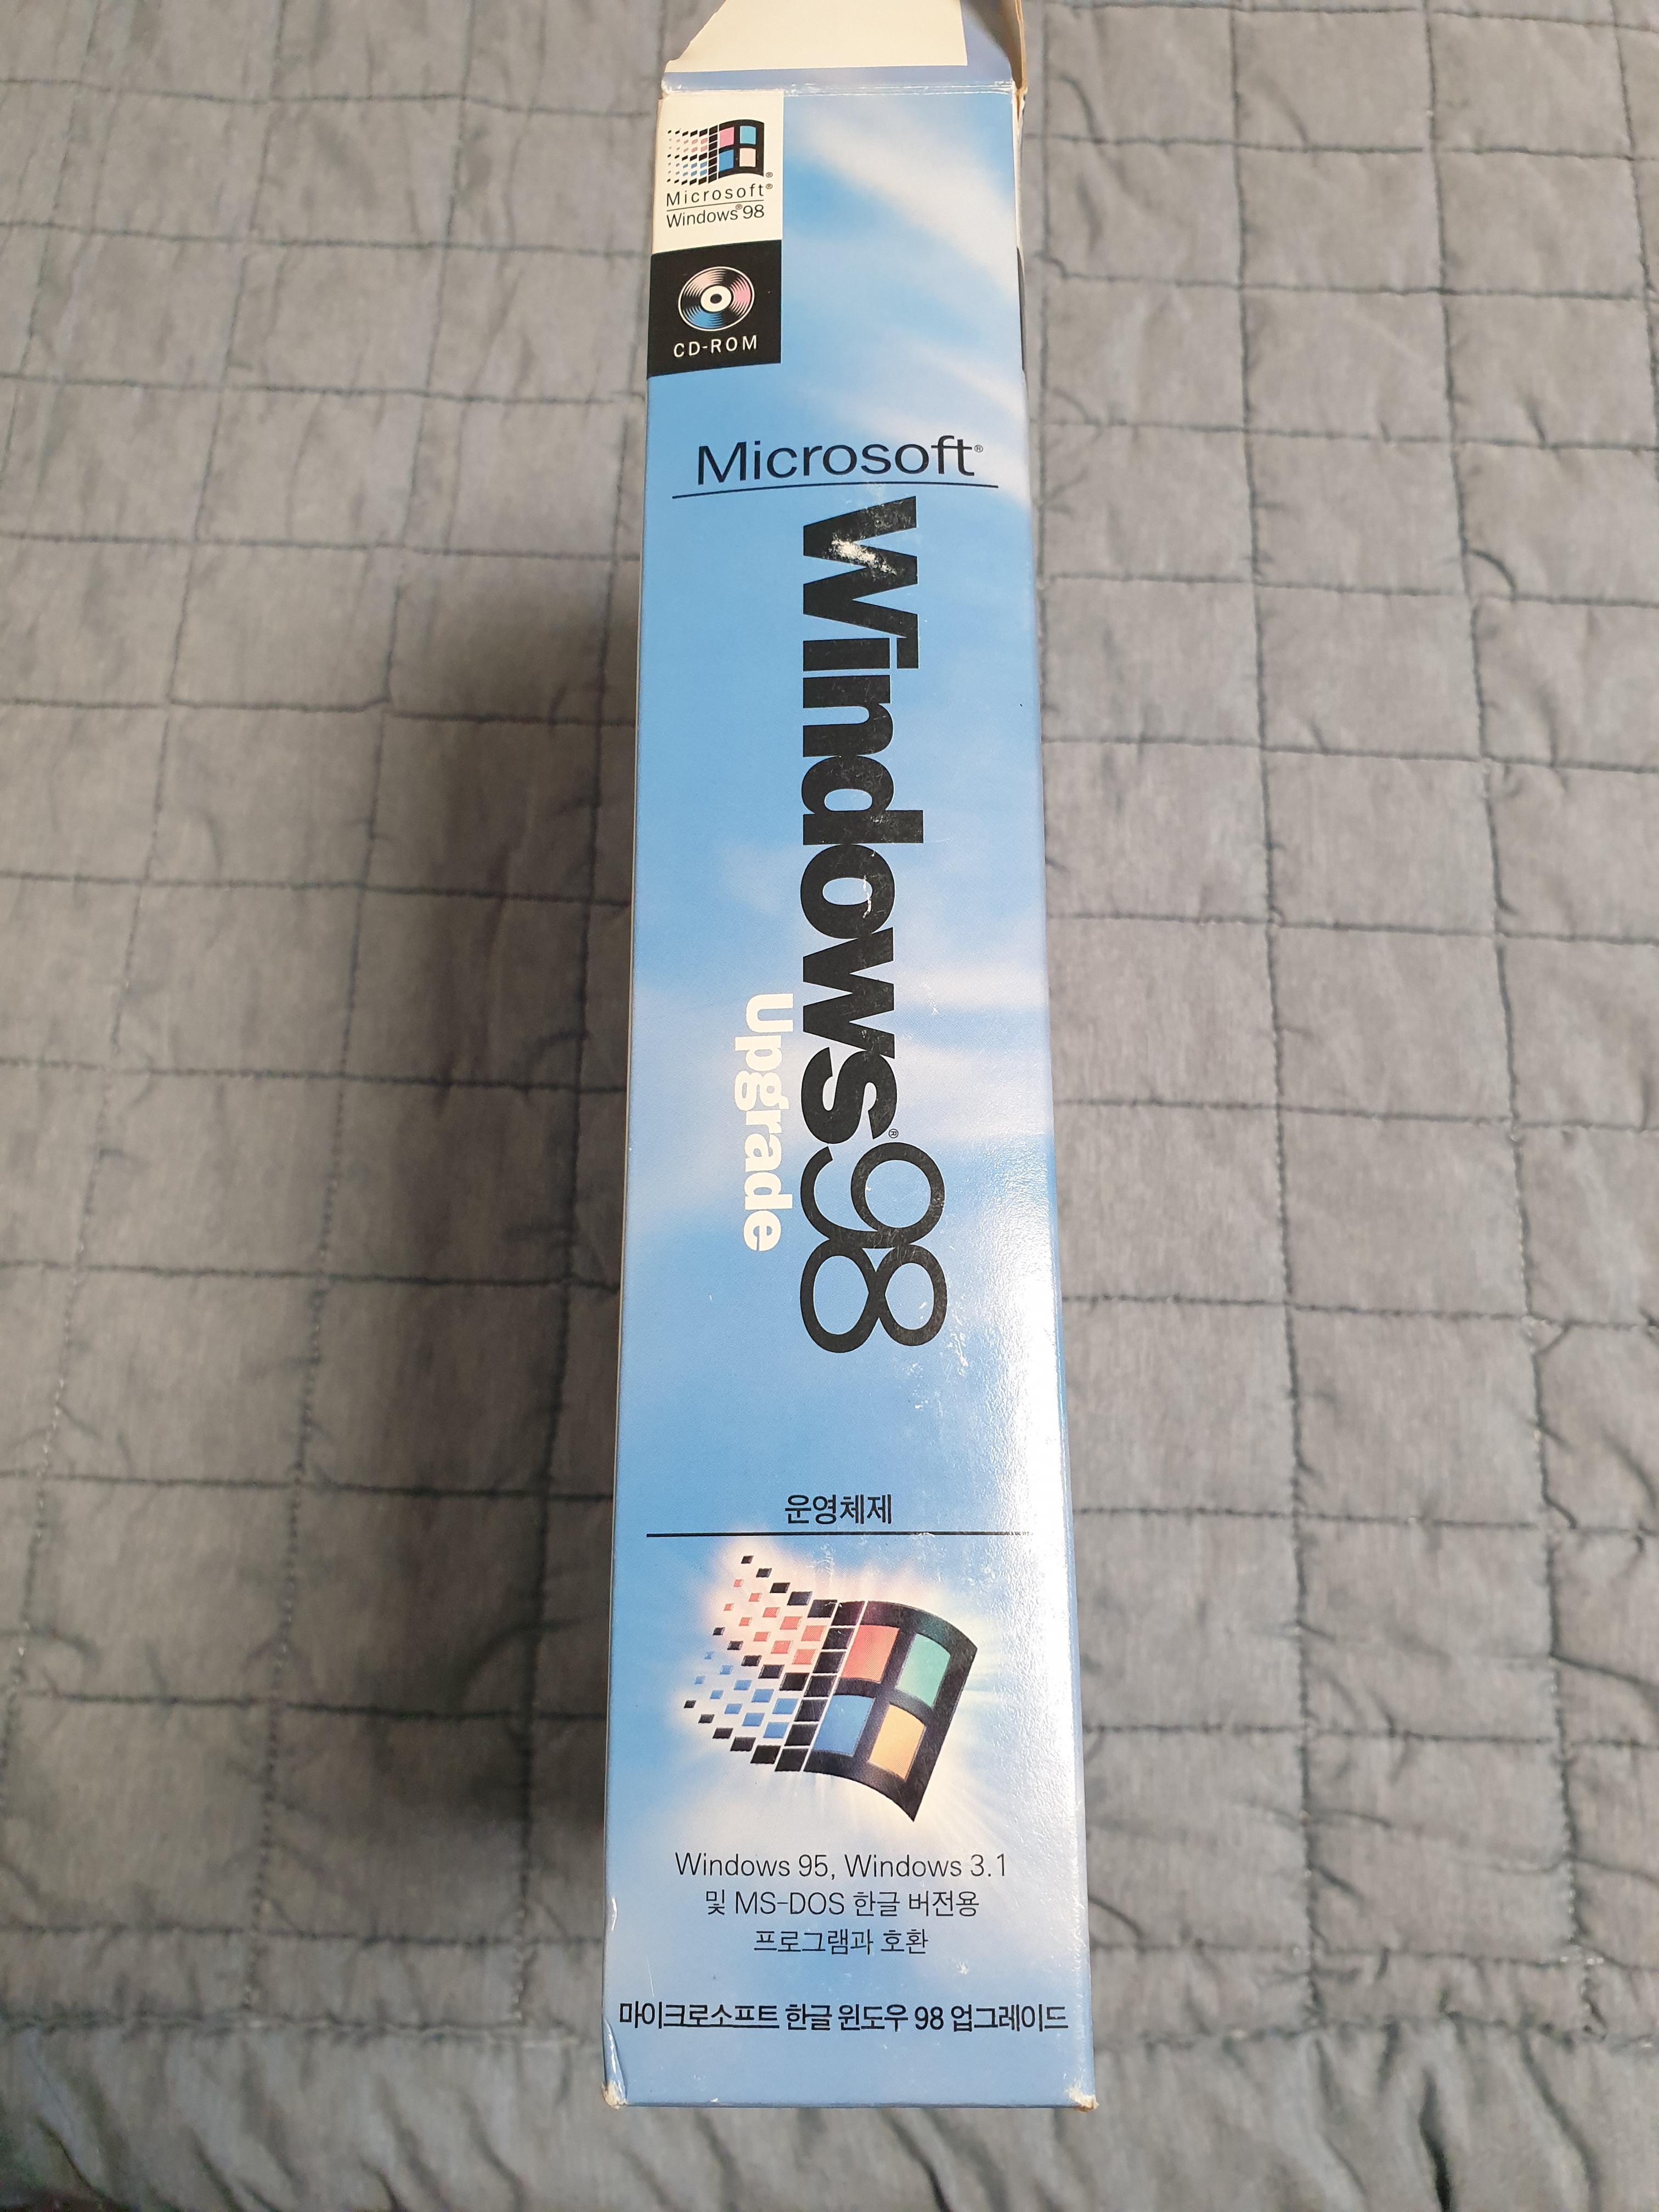 Microsoft®
Windows®98
CD-ROM
Microsoft®
Windows®98
Upgrade
운영체제
Windows 95, Windows 3.1
및 MS-DOS 한글 버전용
프로그램과 호환
마이크로소프트 한글 윈도우 98 업그레이드